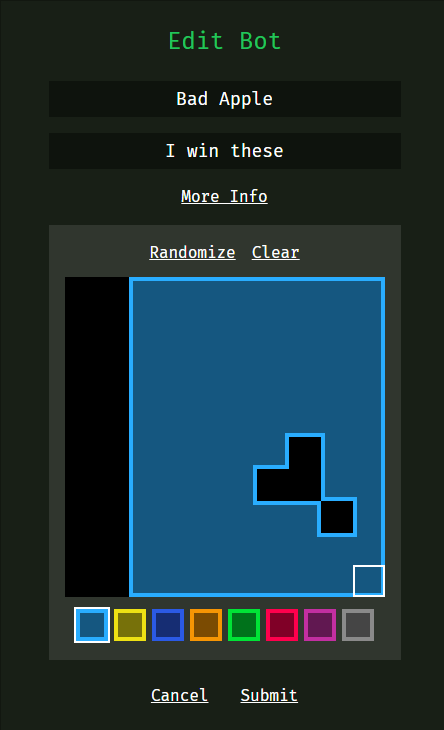 Edit Bot
Bad Apple
I win these
More Info
Randomize Clear
Cancel Submit